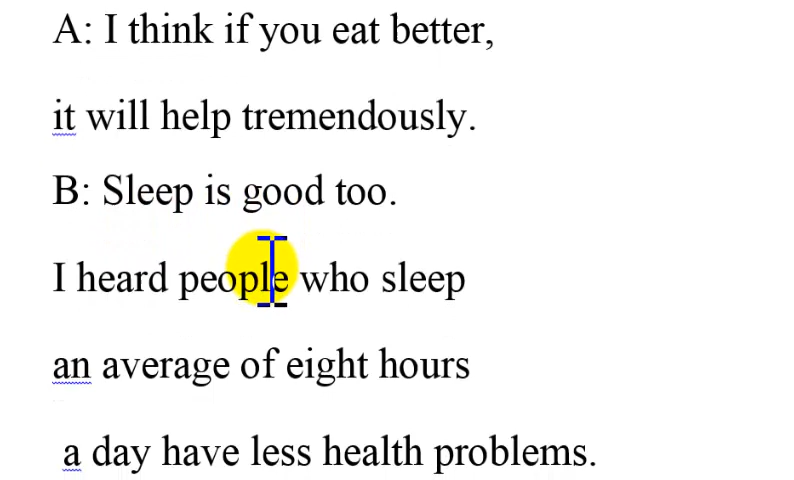 A: I think if you eat better,
it will help tremendously.
B: Sleep is good too.
I heard people who sleep
an average of eight hours
a day have less health problems.